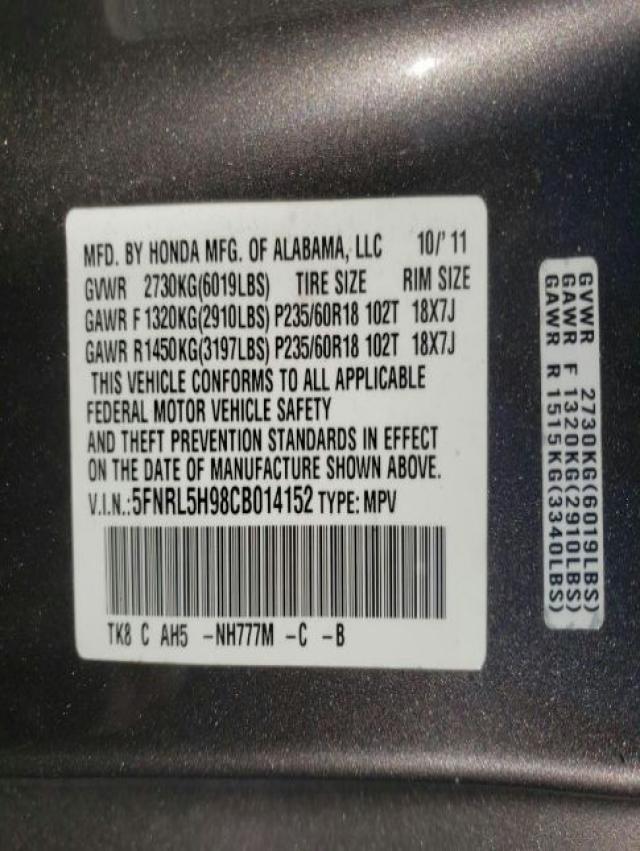 MFD. BY HONDA MFG. OF ALABAMA, LLC 10/'11
GVWR 2730KG(6019LBS) TIRE SIZE RIM SIZE
GAWR F1320KG(2910LBS) P235/60R18 102T 18X7J
GAWR R1450KG(3197LBS) P235/60R18 102T 18X7J
THIS VEHICLE CONFORMS TO ALL APPLICABLE
FEDERAL MOTOR VEHICLE SAFETY
AND THEFT PREVENTION STANDARDS IN EFFECT
ON THE DATE OF MANUFACTURE SHOWN ABOVE.
V.I.N.:5FNRL5H98CB014152 TYPE: MPV
TK8 C AH5 -NH777M -C -B
GVWR 2730KG(6019LBS)
GAWR F 1320KG(2910LBS)
GAWR R 1515KG(3340LBS)